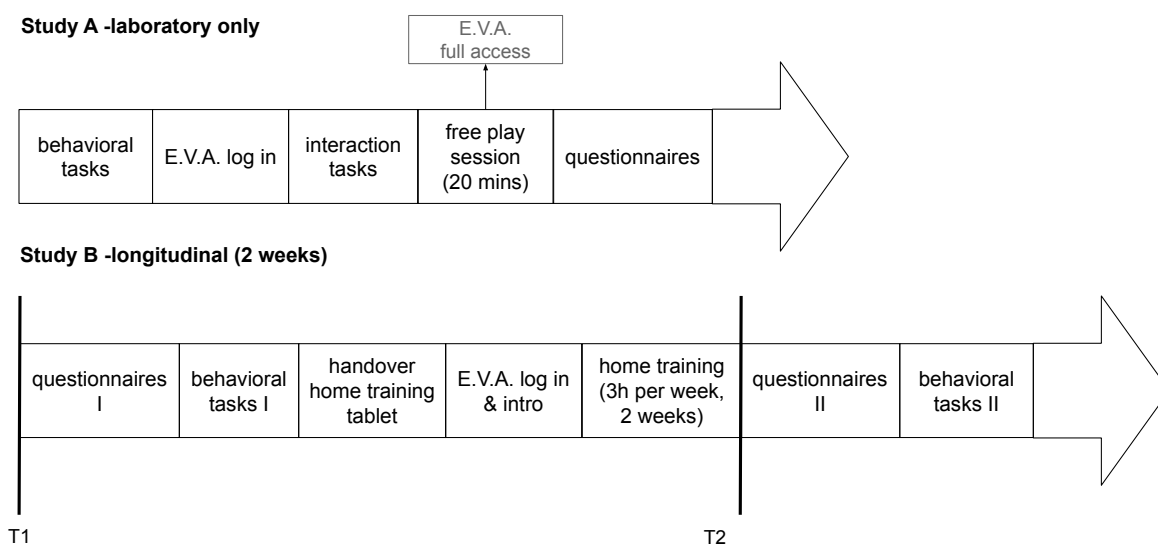 Study A -laboratory only
E.V.A.
full access
behavioral
tasks
E.V.A. log in
interaction
tasks
free play
session
(20 mins)
questionnaires
Study B -longitudinal (2 weeks)
questionnaires
I
behavioral
tasks I
handover
home training
tablet
E.V.A. log in
& intro
home training
(3h per week,
2 weeks)
questionnaires
II
behavioral
tasks II
T1
T2